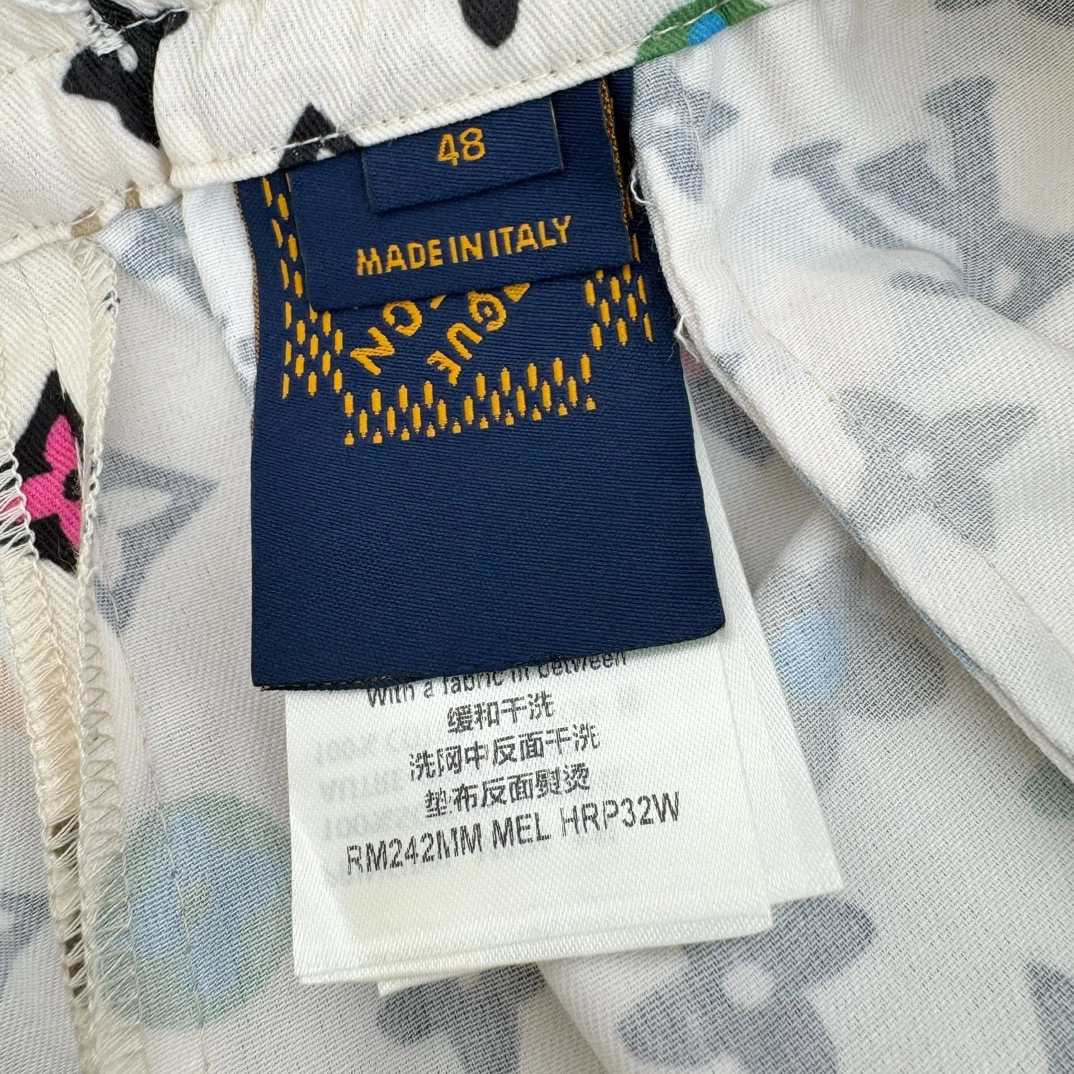 48
MADE IN ITALY
With a fabric in between
缓和干洗
洗网中反面干洗
垫布反面熨烫
RM242MM MEL HRP32W